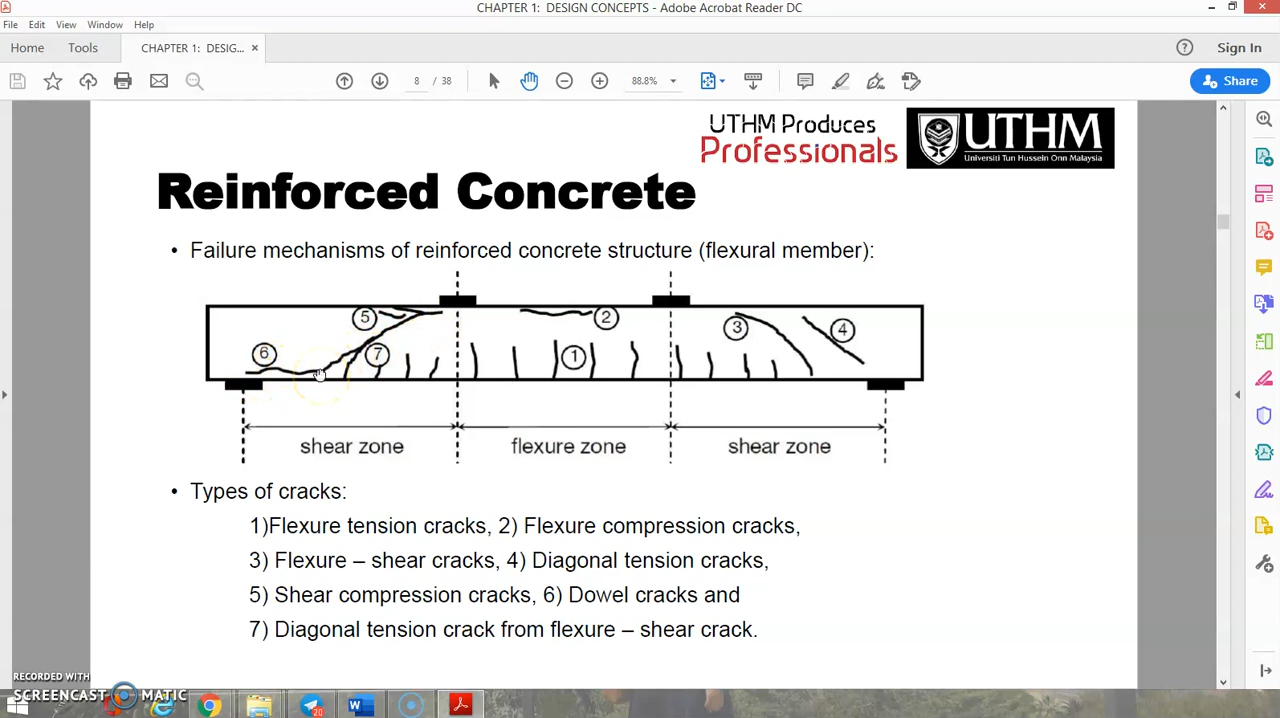 CHAPTER 1: DESIGN CONCEPTS - Adobe Acrobat Reader DC
File Edit View Window Help
Home Tools CHAPTER 1: DESIG... × Sign In
8 / 38 88.8% Share
UTHM Produces
Professionals
UTHM
Universiti Tun Hussein Onn Malaysia
Reinforced Concrete
• Failure mechanisms of reinforced concrete structure (flexural member):
5 2 3 4
6 7 1
shear zone flexure zone shear zone
• Types of cracks:
1)Flexure tension cracks, 2) Flexure compression cracks,
3) Flexure – shear cracks, 4) Diagonal tension cracks,
5) Shear compression cracks, 6) Dowel cracks and
7) Diagonal tension crack from flexure – shear crack.
RECORDED WITH
SCREENCAST MATIC
20